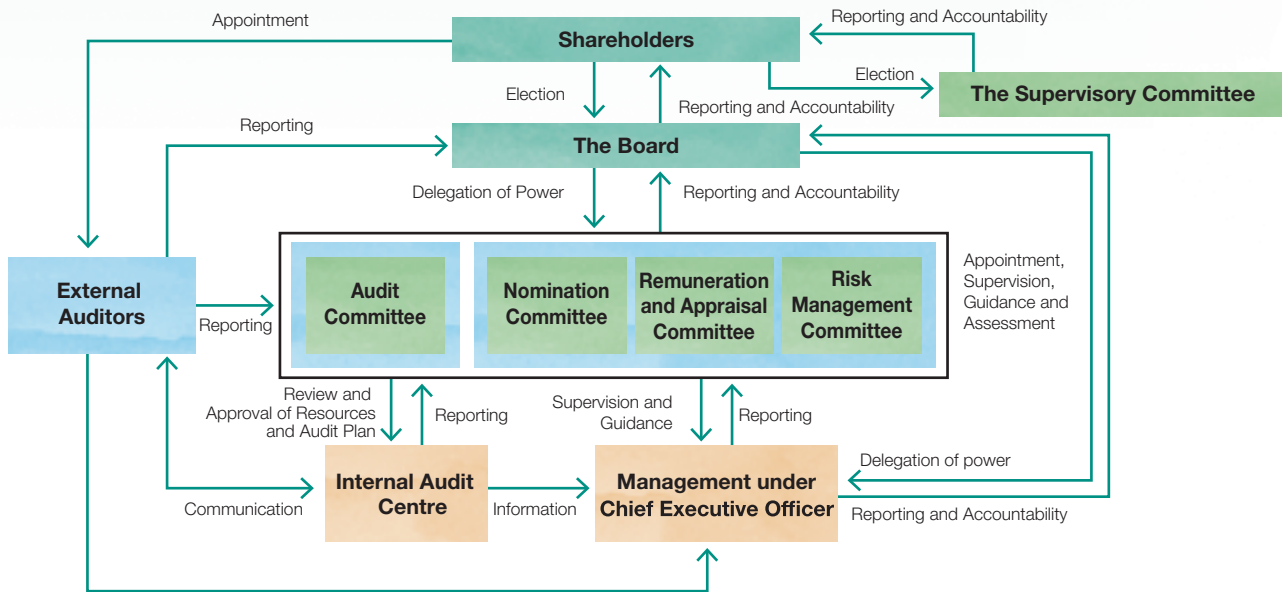 Appointment
Shareholders
Reporting and Accountability
Election
The Supervisory Committee
Election
Reporting and Accountability
Reporting
The Board
Delegation of Power
Reporting and Accountability
External
Auditors
Reporting
Audit
Committee
Nomination
Committee
Remuneration
and Appraisal
Committee
Risk
Management
Committee
Appointment,
Supervision,
Guidance and
Assessment
Review and
Approval of Resources
and Audit Plan
Reporting
Supervision and
Guidance
Reporting
Communication
Internal Audit
Centre
Information
Management under
Chief Executive Officer
Delegation of power
Reporting and Accountability